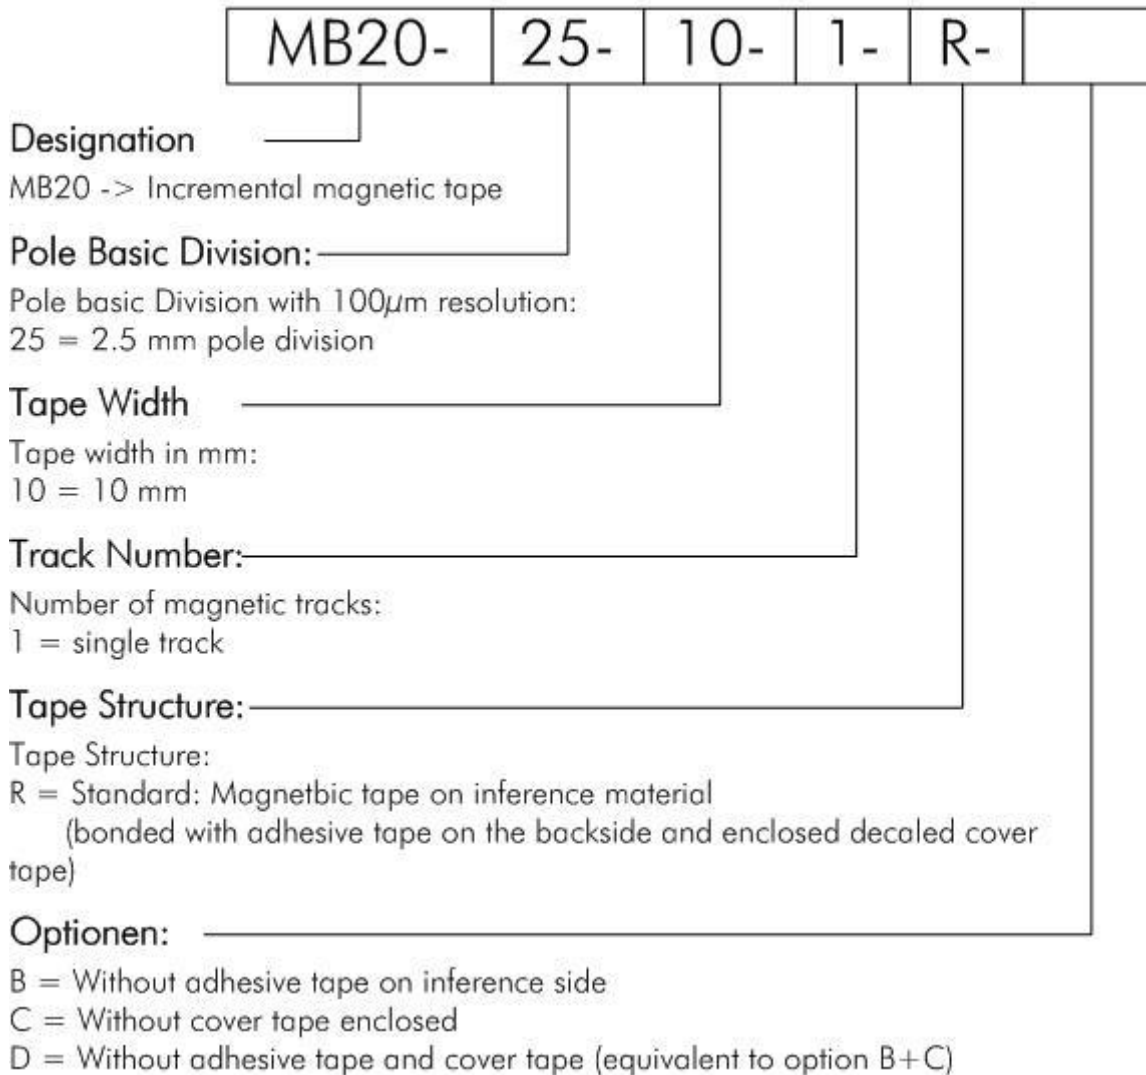 MB20- 25- 10- 1- R-
Designation
MB20 -> Incremental magnetic tape
Pole Basic Division:
Pole basic Division with 100µm resolution:
25 = 2.5 mm pole division
Tape Width
Tape width in mm:
10 = 10 mm
Track Number:
Number of magnetic tracks:
1 = single track
Tape Structure:
Tape Structure:
R = Standard: Magnetbic tape on inference material
(bonded with adhesive tape on the backside and enclosed decaled cover
tape)
Optionen:
B = Without adhesive tape on inference side
C = Without cover tape enclosed
D = Without adhesive tape and cover tape (equivalent to option B+C)